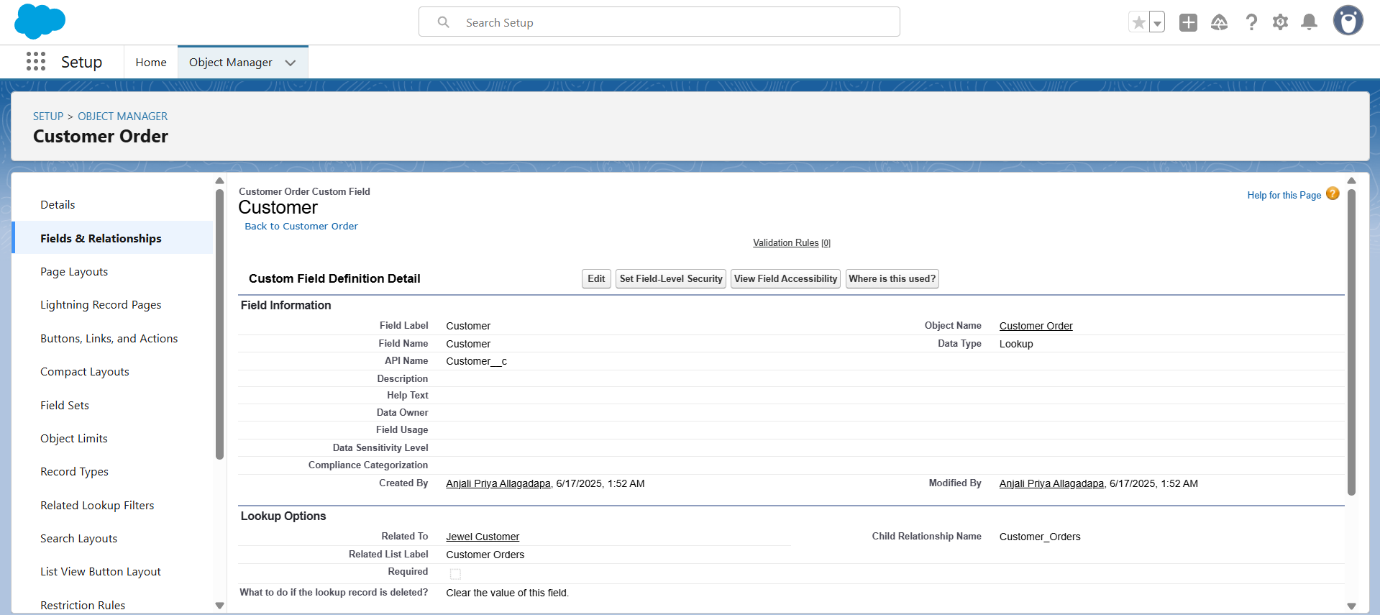 Search Setup
Setup Home Object Manager
SETUP > OBJECT MANAGER
Customer Order
Details
Fields & Relationships
Page Layouts
Lightning Record Pages
Buttons, Links, and Actions
Compact Layouts
Field Sets
Object Limits
Record Types
Related Lookup Filters
Search Layouts
List View Button Layout
Restriction Rules
Customer Order Custom Field
Customer
Back to Customer Order
Help for this Page ?
Validation Rules [0]
Custom Field Definition Detail Edit Set Field-Level Security View Field Accessibility Where is this used?
Field Information
Field Label Customer Object Name Customer Order
Field Name Customer Data Type Lookup
API Name Customer__c
Description
Help Text
Data Owner
Field Usage
Data Sensitivity Level
Compliance Categorization
Created By Anjali Priya Allagadapa, 6/17/2025, 1:52 AM Modified By Anjali Priya Allagadapa, 6/17/2025, 1:52 AM
Lookup Options
Related To Jewel Customer Child Relationship Name Customer_Orders
Related List Label Customer Orders
Required
What to do if the lookup record is deleted? Clear the value of this field.